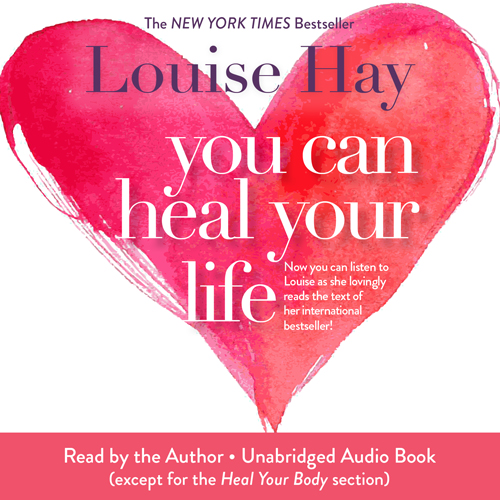 The NEW YORK TIMES Bestseller
Louise Hay
you can
heal your
life
Now you can listen to
Louise as she lovingly
reads the text of
her international
bestseller!
Read by the Author • Unabridged Audio Book
(except for the Heal Your Body section)